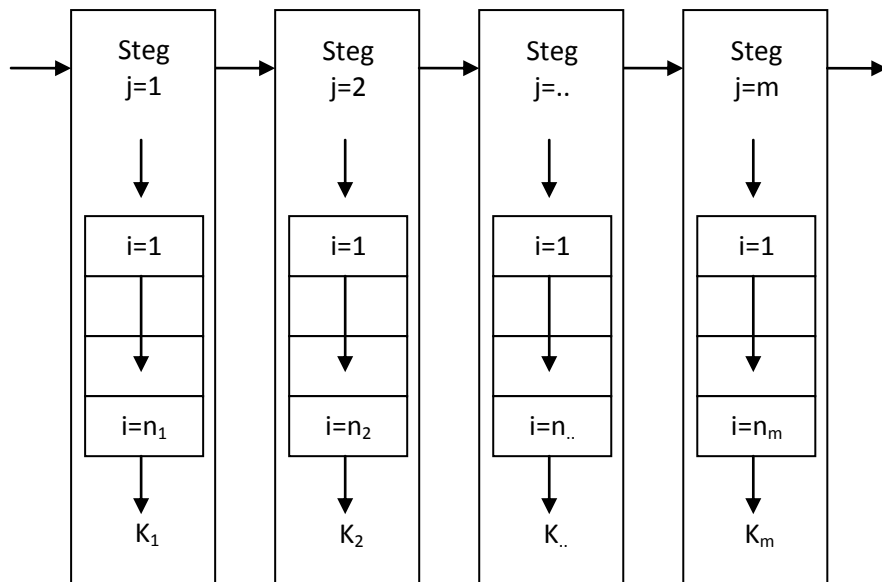 Steg
j=1
i=1
i=n₁
K₁
Steg
j=2
i=1
i=n₂
K₂
Steg
j=..
i=1
i=n..
K..
Steg
j=m
i=1
i=nₘ
Kₘ